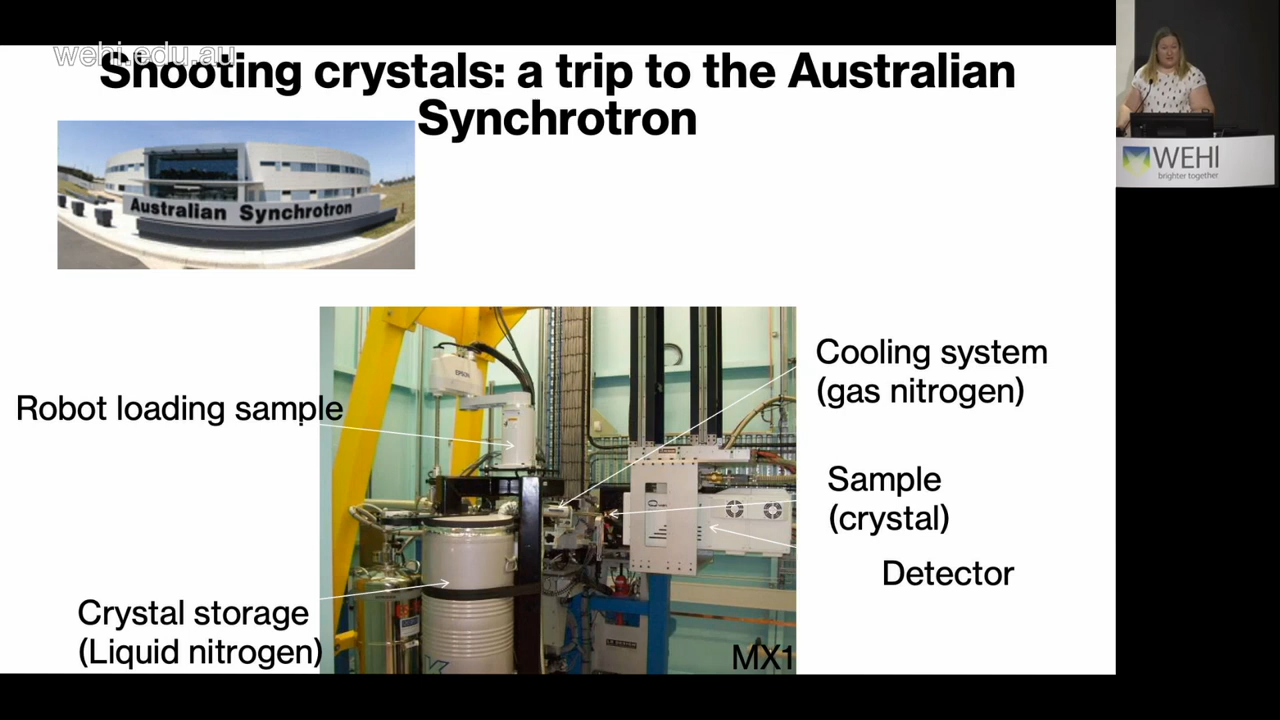 wehi.edu.au
Shooting crystals: a trip to the Australian
Synchrotron
WEHI
brighter together
Australian Synchrotron
Cooling system
(gas nitrogen)
EPSON
Robot loading sample
Sample
(crystal)
Detector
Crystal storage
(Liquid nitrogen)
MX1